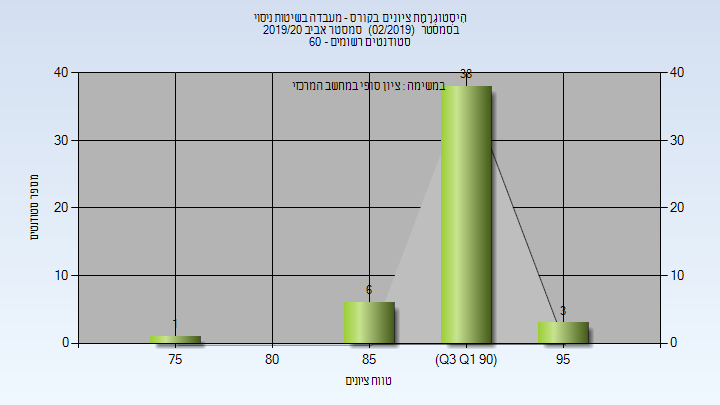 הִיסְטוֹגְרָמַת ציונים בקורס - מעבדה בשיטות ניסוי
בסמסטר (02/2019) סמסטר אביב 2019/20
סטודנטים רשומים - 60
במשימה : ציון סופי במחשב המרכזי
40
30
20
10
0
40
30
20
10
0
מספר סטודנטים
1
6
38
3
75
80
85
(Q3 Q1 90)
95
טווח ציונים